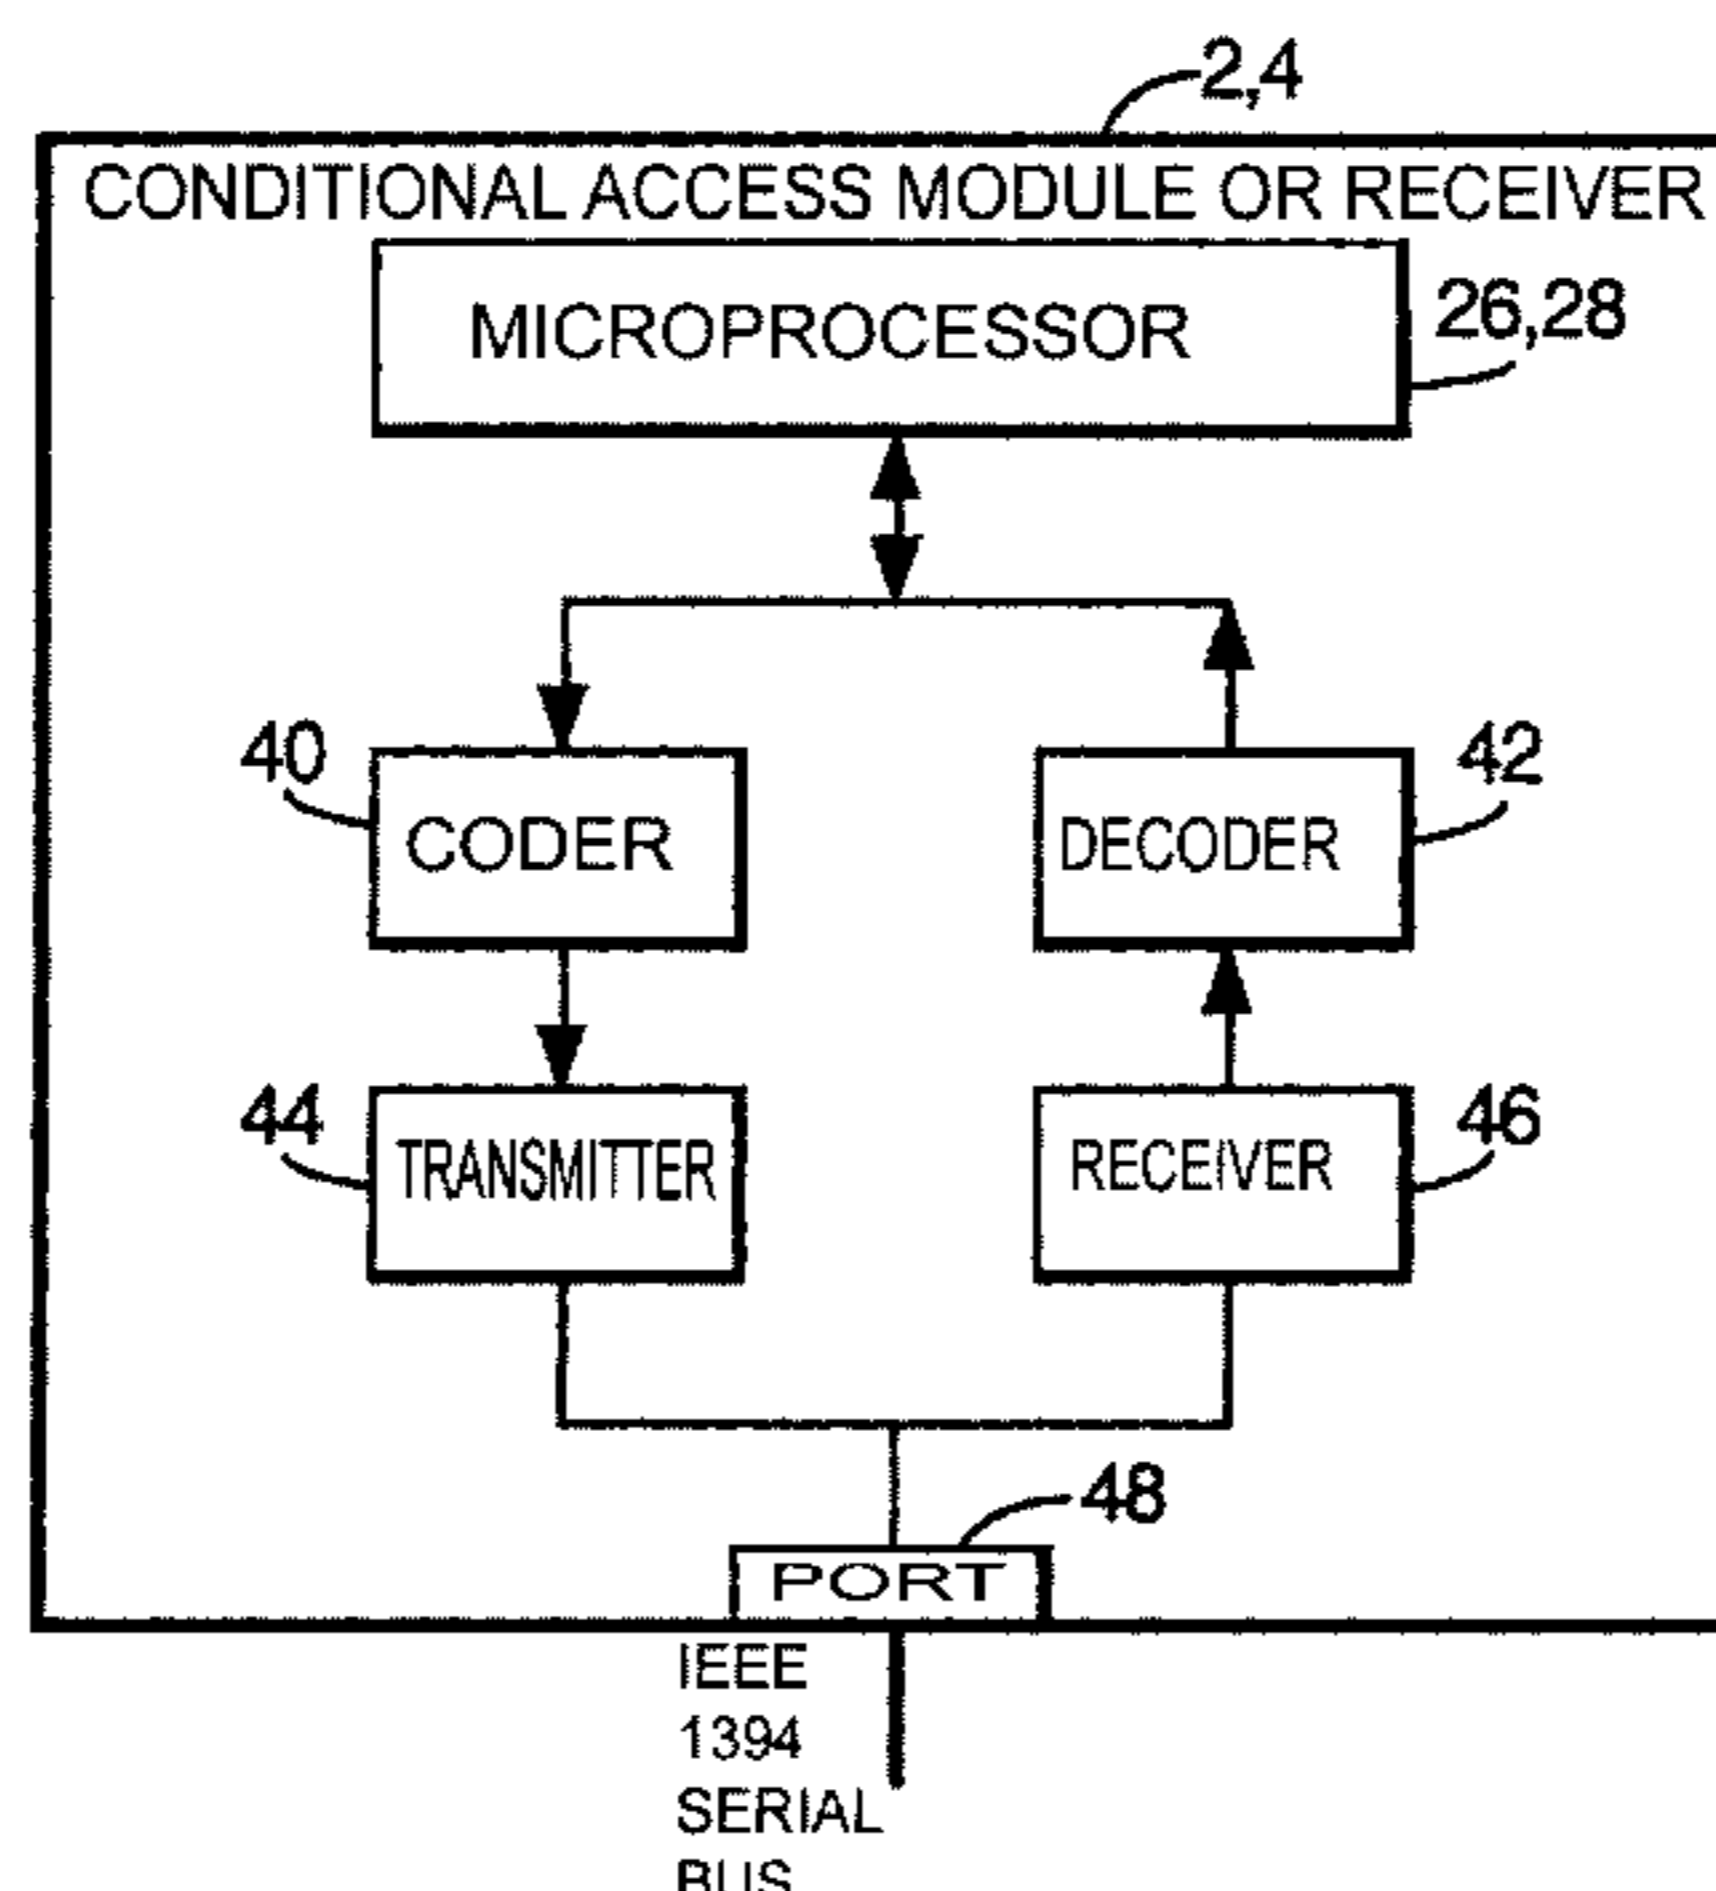 2,4
CONDITIONAL ACCESS MODULE OR RECEIVER
MICROPROCESSOR
26,28
40
CODER
DECODER
42
44
TRANSMITTER
RECEIVER
46
48
PORT
IEEE
1394
SERIAL
BUS